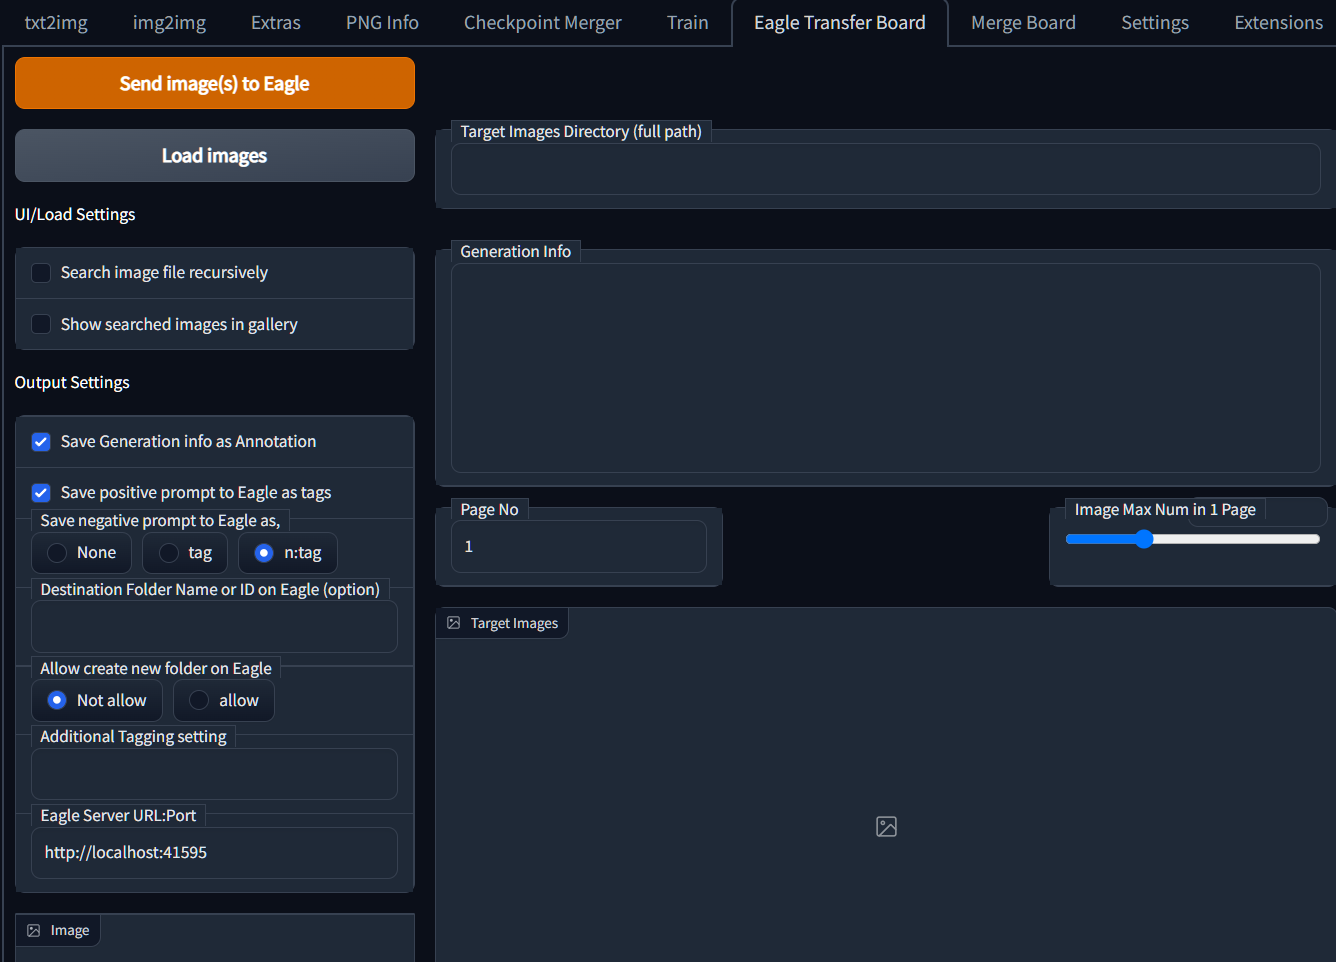 txt2img img2img Extras PNG Info Checkpoint Merger Train Eagle Transfer Board Merge Board Settings Extensions
Send image(s) to Eagle
Load images
UI/Load Settings
Search image file recursively
Show searched images in gallery
Output Settings
Save Generation info as Annotation
Save positive prompt to Eagle as tags
Save negative prompt to Eagle as,
None tag n:tag
Destination Folder Name or ID on Eagle (option)
Allow create new folder on Eagle
Not allow allow
Additional Tagging setting
Eagle Server URL:Port
http://localhost:41595
Image
Target Images Directory (full path)
Generation Info
Page No
1
Image Max Num in 1 Page
Target Images